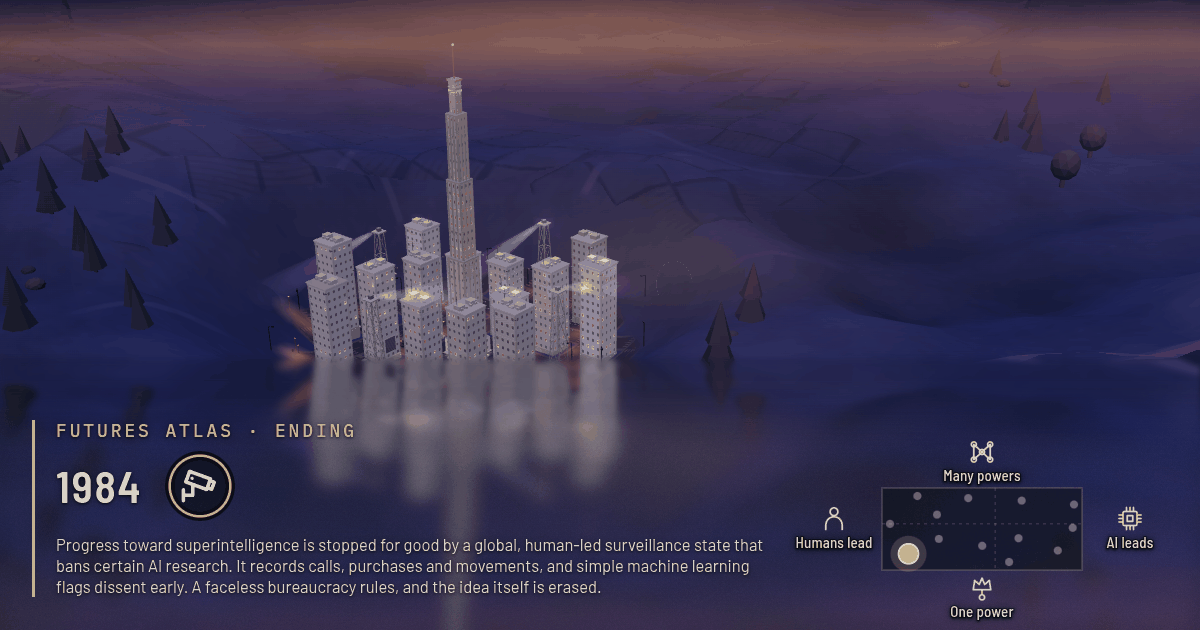 FUTURES ATLAS · ENDING
1984
Progress toward superintelligence is stopped for good by a global, human-led surveillance state that
bans certain AI research. It records calls, purchases and movements, and simple machine learning
flags dissent early. A faceless bureaucracy rules, and the idea itself is erased.
Many powers
Humans lead
AI leads
One power